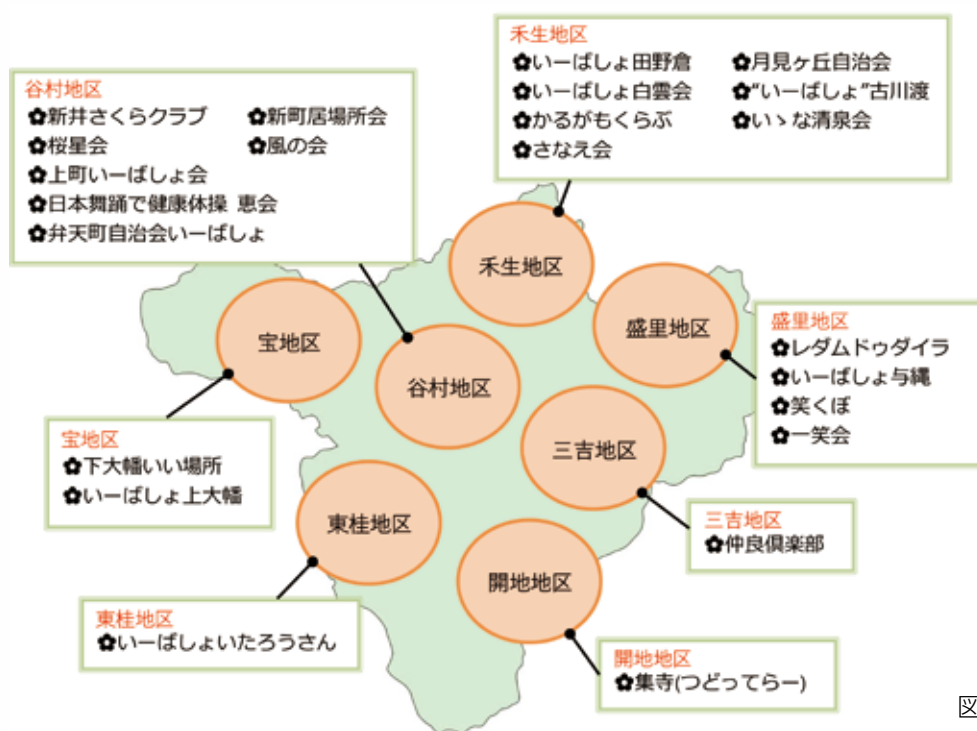 禾生地区
✿いーばしょ田野倉 ✿月見ヶ丘自治会
✿いーばしょ白雲会 ✿“いーばしょ”古川渡
✿かるがもくらぶ ✿いゝな清泉会
✿さなえ会
谷村地区
✿新井さくらクラブ ✿新町居場所会
✿桜星会 ✿風の会
✿上町いーばしょ会
✿日本舞踊で健康体操 恵会
✿弁天町自治会いーばしょ
禾生地区
盛里地区
宝地区
谷村地区
三吉地区
東桂地区
開地地区
盛里地区
✿レダムドゥダイラ
✿いーばしょ与縄
✿笑くぼ
✿一笑会
宝地区
✿下大幡いい場所
✿いーばしょ上大幡
三吉地区
✿仲良倶楽部
東桂地区
✿いーばしょいたろうさん
開地地区
✿集寺(つどってらー)
図